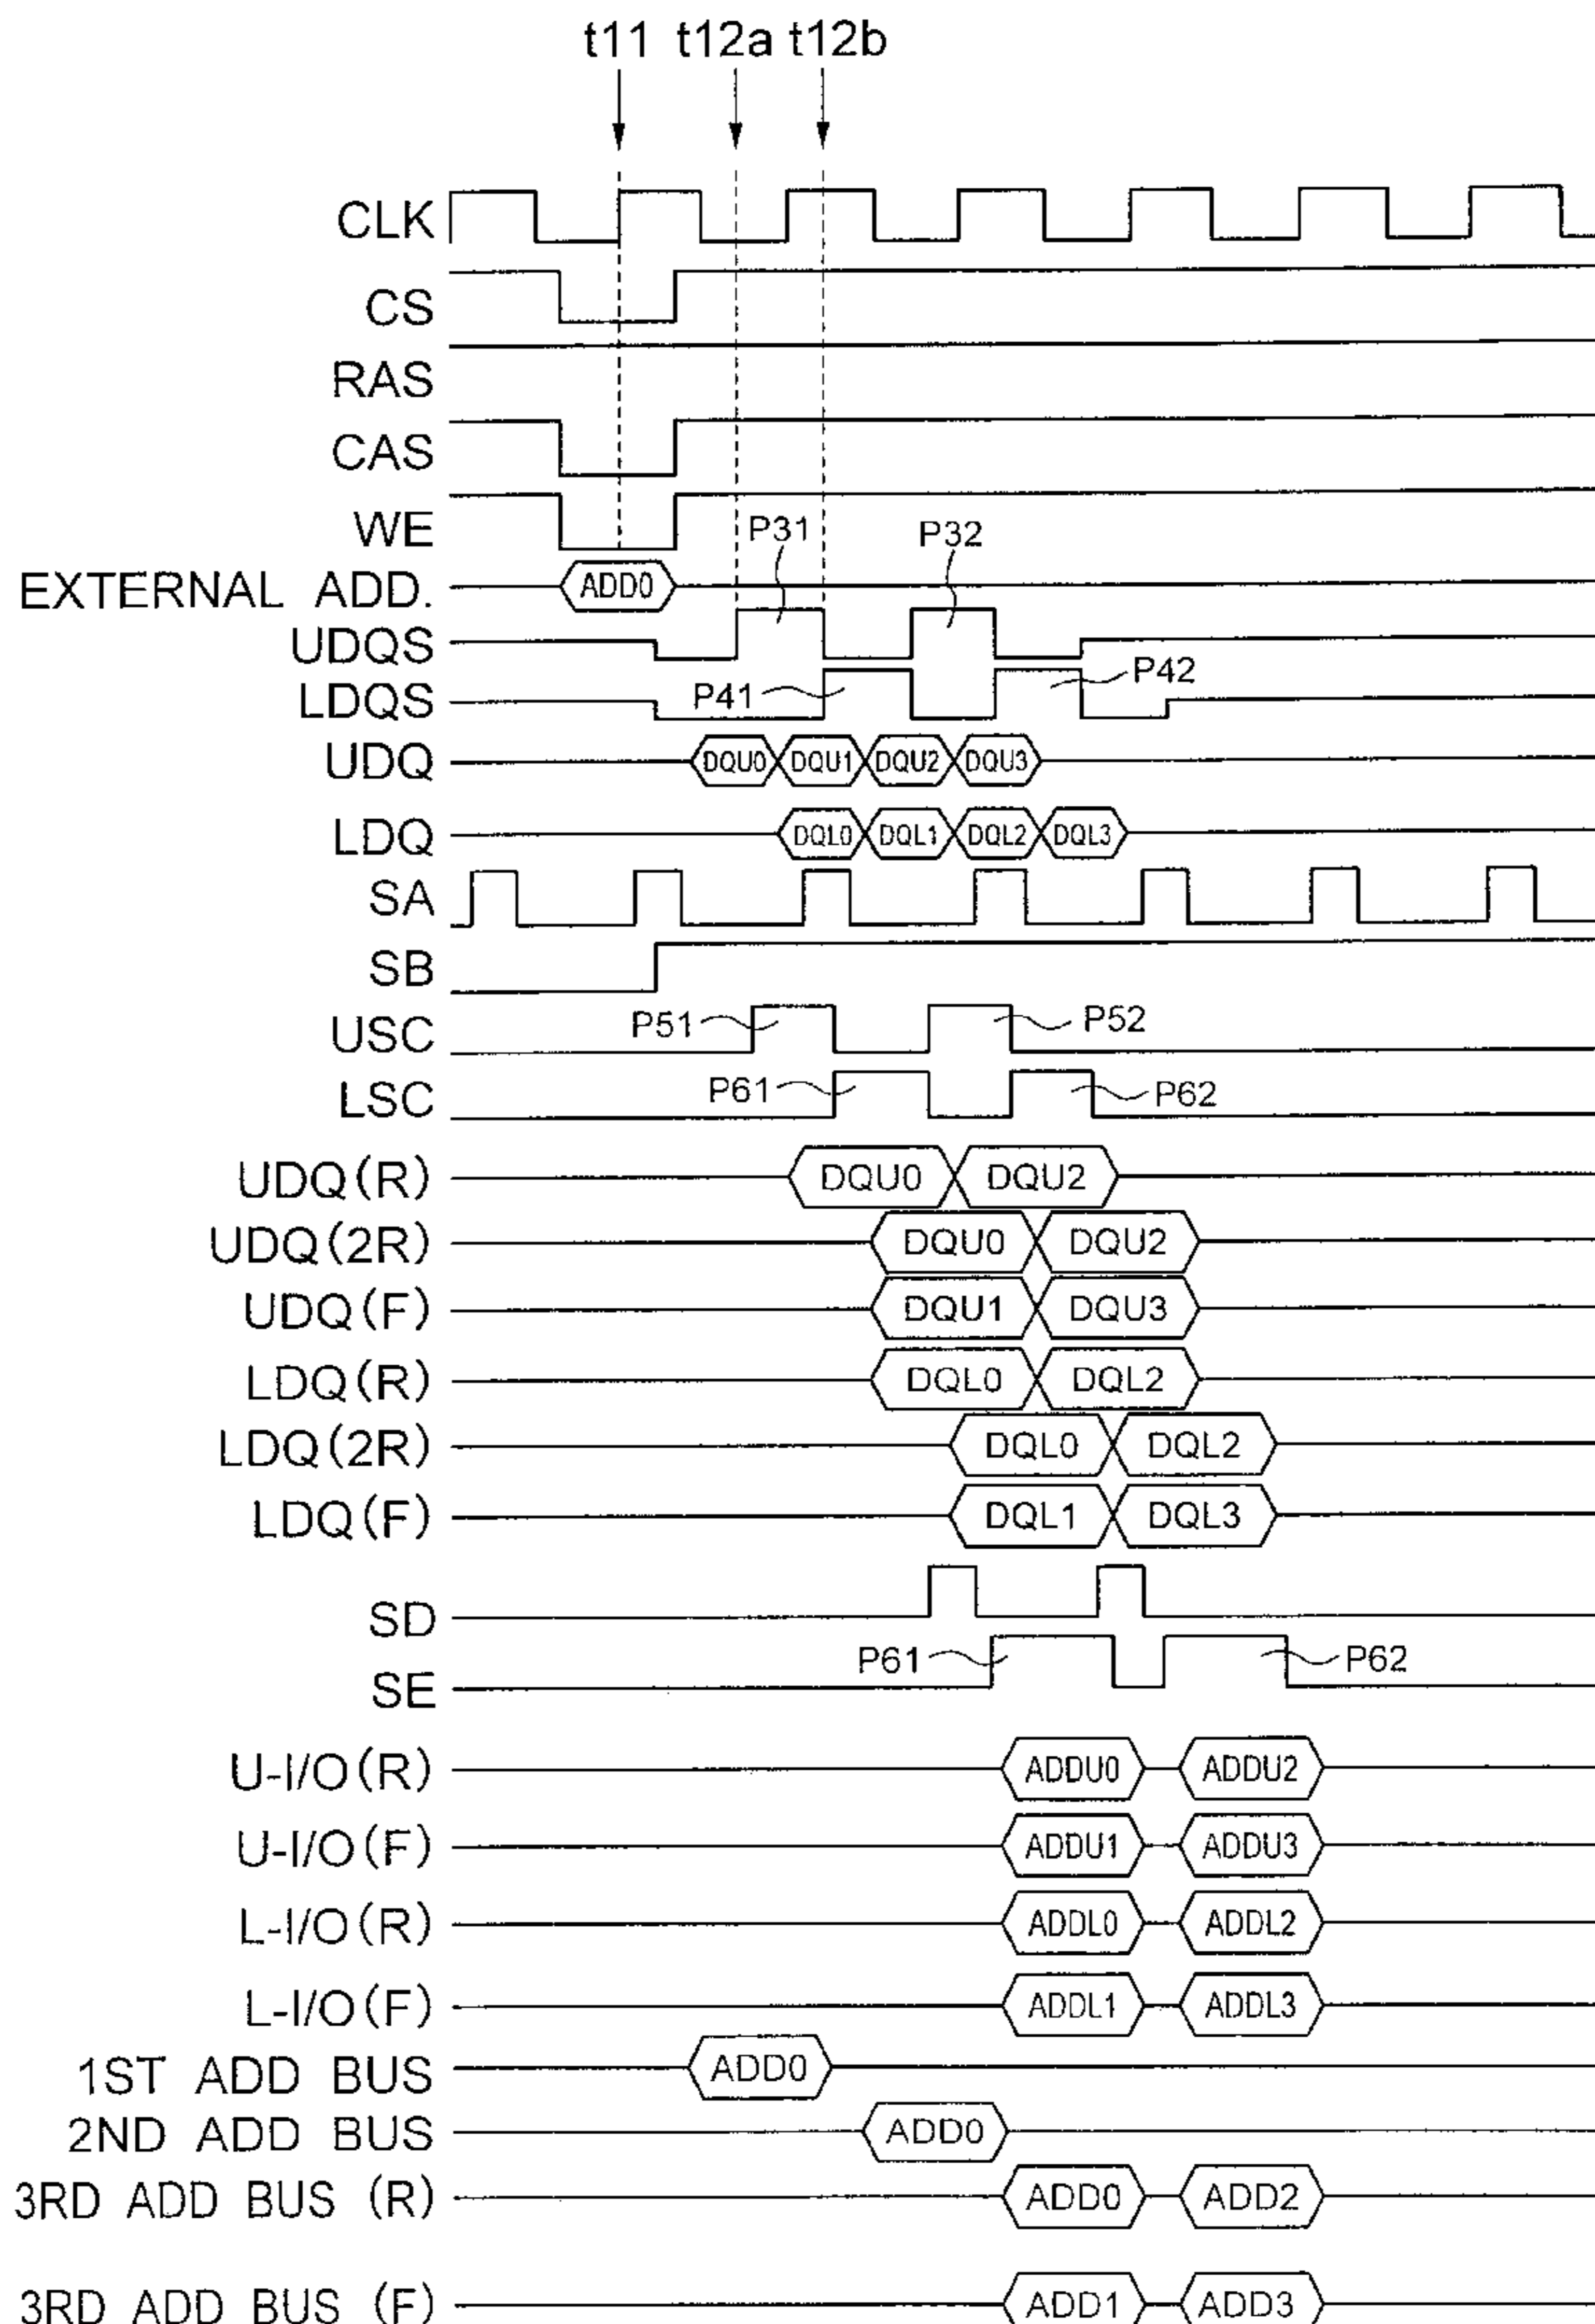 t11 t12a t12b
CLK
CS
RAS
CAS
WE
P31 P32
EXTERNAL ADD. ADD0
UDQS
LDQS P41 P42
UDQ DQU0 DQU1 DQU2 DQU3
LDQ DQL0 DQL1 DQL2 DQL3
SA
SB
USC P51 P52
LSC P61 P62
UDQ(R) DQU0 DQU2
UDQ(2R) DQU0 DQU2
UDQ(F) DQU1 DQU3
LDQ(R) DQL0 DQL2
LDQ(2R) DQL0 DQL2
LDQ(F) DQL1 DQL3
SD
SE P61 P62
U-I/O(R) ADDU0 ADDU2
U-I/O(F) ADDU1 ADDU3
L-I/O(R) ADDL0 ADDL2
L-I/O(F) ADDL1 ADDL3
1ST ADD BUS ADD0
2ND ADD BUS ADD0
3RD ADD BUS (R) ADD0 ADD2
3RD ADD BUS (F) ADD1 ADD3